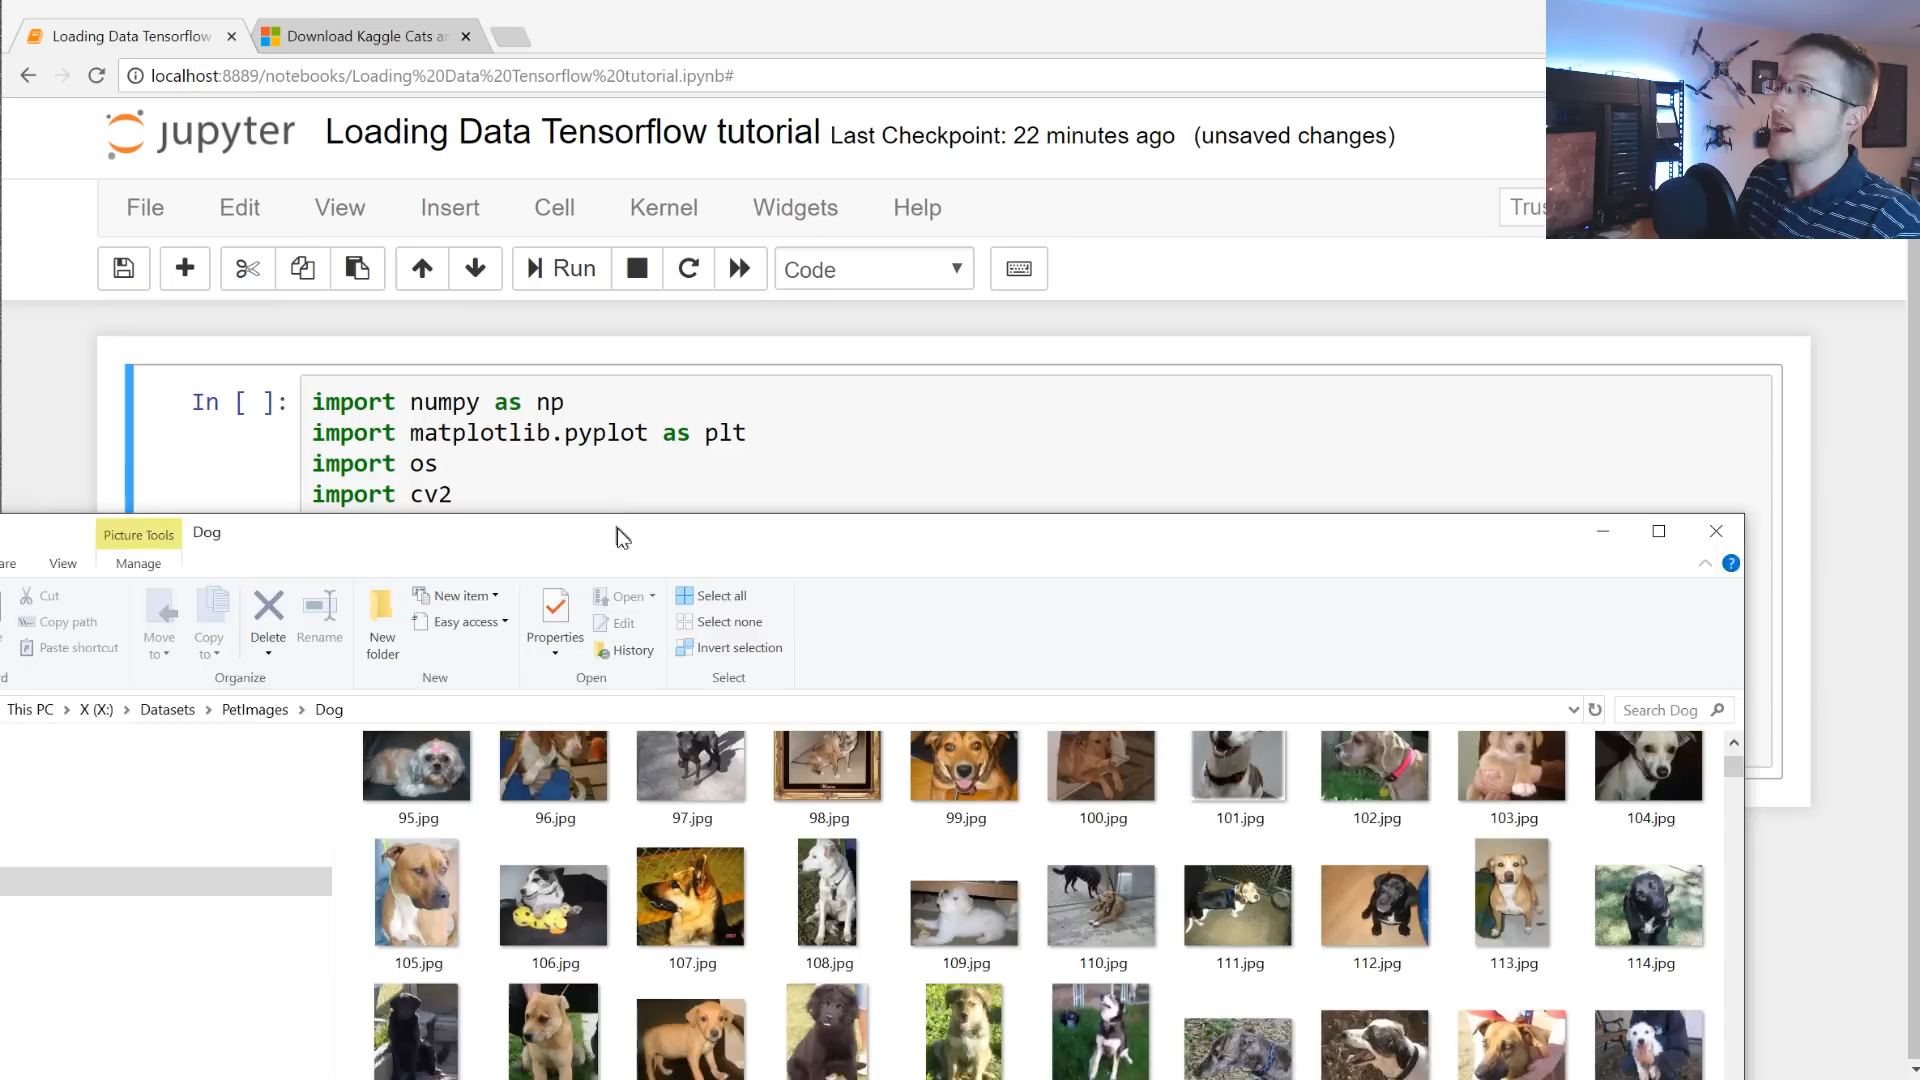 Loading Data Tensorflow
Download Kaggle Cats a
localhost:8889/notebooks/Loading%20Data%20Tensorflow%20tutorial.ipynb#
jupyter Loading Data Tensorflow tutorial Last Checkpoint: 22 minutes ago (unsaved changes)
File Edit View Insert Cell Kernel Widgets Help
Trus
Run Code
In [ ]: import numpy as np
import matplotlib.pyplot as plt
import os
import cv2
Picture Tools Dog
are View Manage
Cut
Copy path
Paste shortcut
Move to
Copy to
Delete
Rename
New folder
New item
Easy access
Properties
Open
Edit
History
Select all
Select none
Invert selection
rd Organize New Open Select
This PC > X (X:) > Datasets > PetImages > Dog
Search Dog
95.jpg 96.jpg 97.jpg 98.jpg 99.jpg 100.jpg 101.jpg 102.jpg 103.jpg 104.jpg
105.jpg 106.jpg 107.jpg 108.jpg 109.jpg 110.jpg 111.jpg 112.jpg 113.jpg 114.jpg